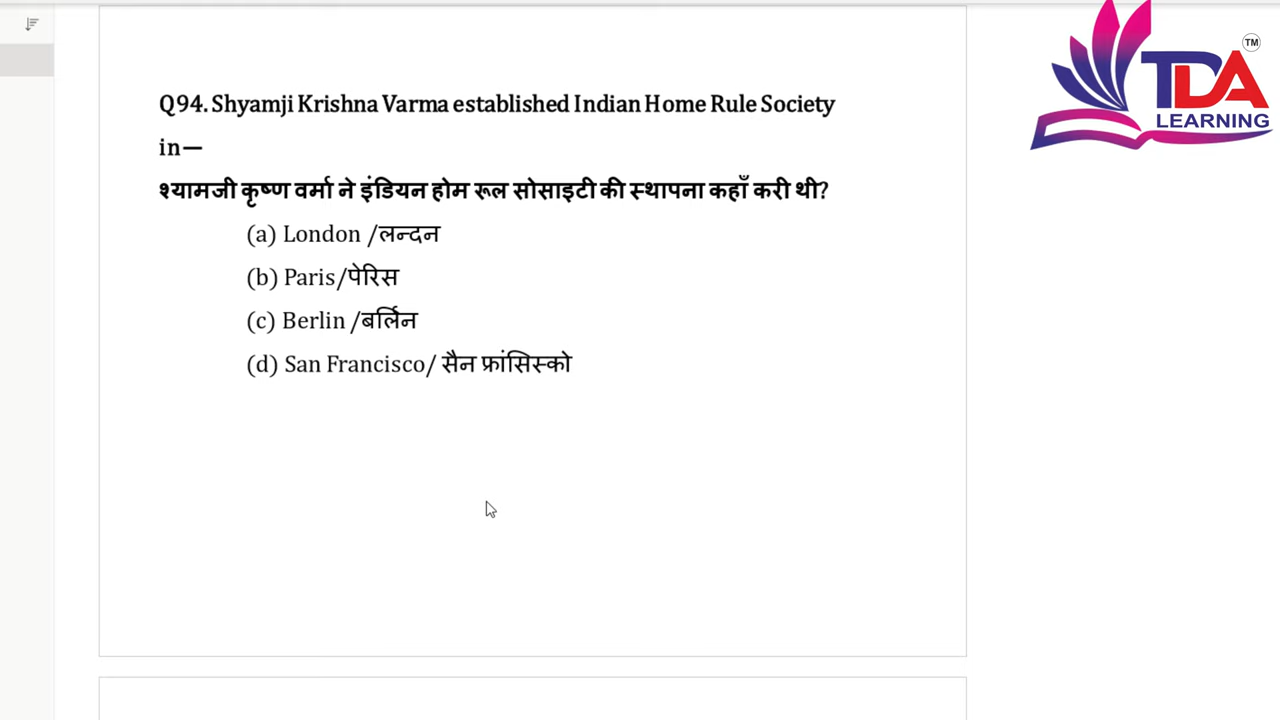 TM
TDA
LEARNING
Q94. Shyamji Krishna Varma established Indian Home Rule Society
in—
श्यामजी कृष्ण वर्मा ने इंडियन होम रूल सोसाइटी की स्थापना कहाँ करी थी?
(a) London /लन्दन
(b) Paris/पेरिस
(c) Berlin /बर्लिन
(d) San Francisco/ सैन फ्रांसिस्को